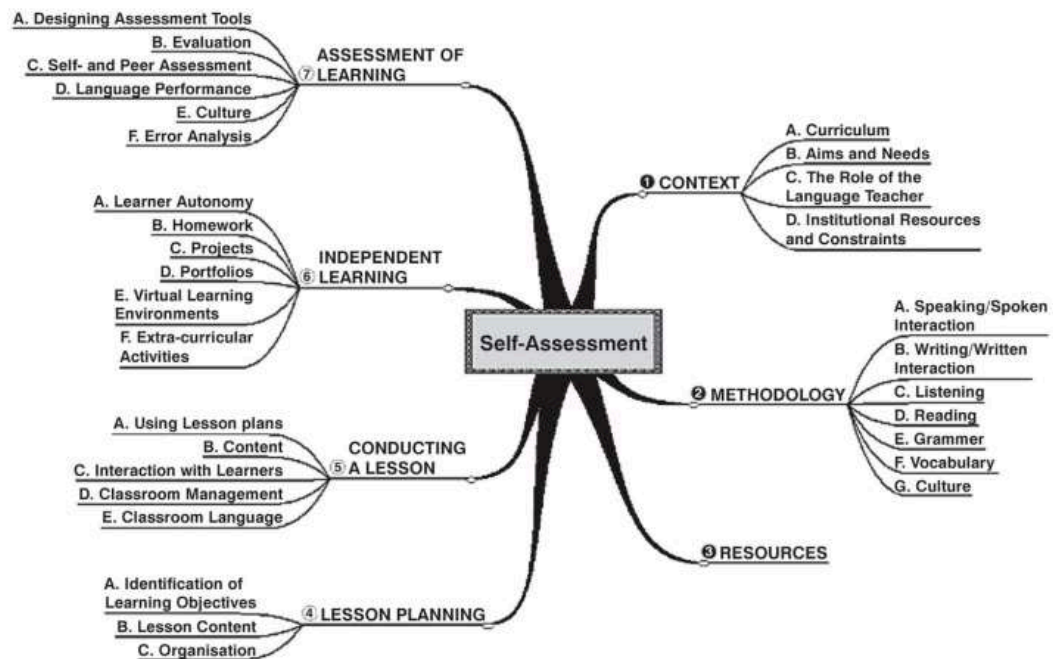 Self-Assessment
❶ CONTEXT
A. Curriculum
B. Aims and Needs
C. The Role of the
Language Teacher
D. Institutional Resources
and Constraints
❷ METHODOLOGY
A. Speaking/Spoken
Interaction
B. Writing/Written
Interaction
C. Listening
D. Reading
E. Grammer
F. Vocabulary
G. Culture
❸ RESOURCES
④ LESSON PLANNING
A. Identification of
Learning Objectives
B. Lesson Content
C. Organisation
CONDUCTING
⑤ A LESSON
A. Using Lesson plans
B. Content
C. Interaction with Learners
D. Classroom Management
E. Classroom Language
INDEPENDENT
⑥ LEARNING
A. Learner Autonomy
B. Homework
C. Projects
D. Portfolios
E. Virtual Learning
Environments
F. Extra-curricular
Activities
ASSESSMENT OF
⑦ LEARNING
A. Designing Assessment Tools
B. Evaluation
C. Self- and Peer Assessment
D. Language Performance
E. Culture
F. Error Analysis